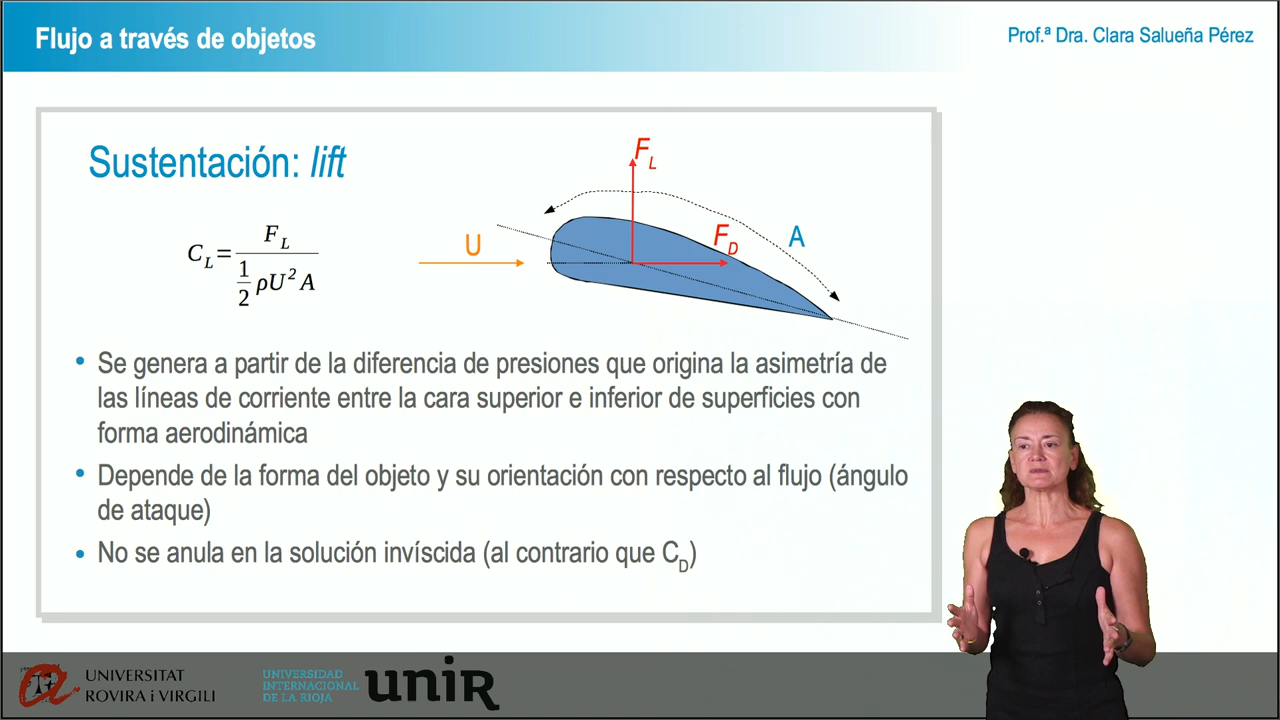 Flujo a través de objetos
Prof.ª Dra. Clara Salueña Pérez
Sustentación: lift
C_L = F_L / (1/2 ρU² A)
U
F_L
F_D
A
• Se genera a partir de la diferencia de presiones que origina la asimetría de
las líneas de corriente entre la cara superior e inferior de superficies con
forma aerodinámica
• Depende de la forma del objeto y su orientación con respecto al flujo (ángulo
de ataque)
• No se anula en la solución invíscida (al contrario que C_D)
UNIVERSITAT
ROVIRA i VIRGILI
UNIVERSIDAD
INTERNACIONAL
DE LA RIOJA
unir